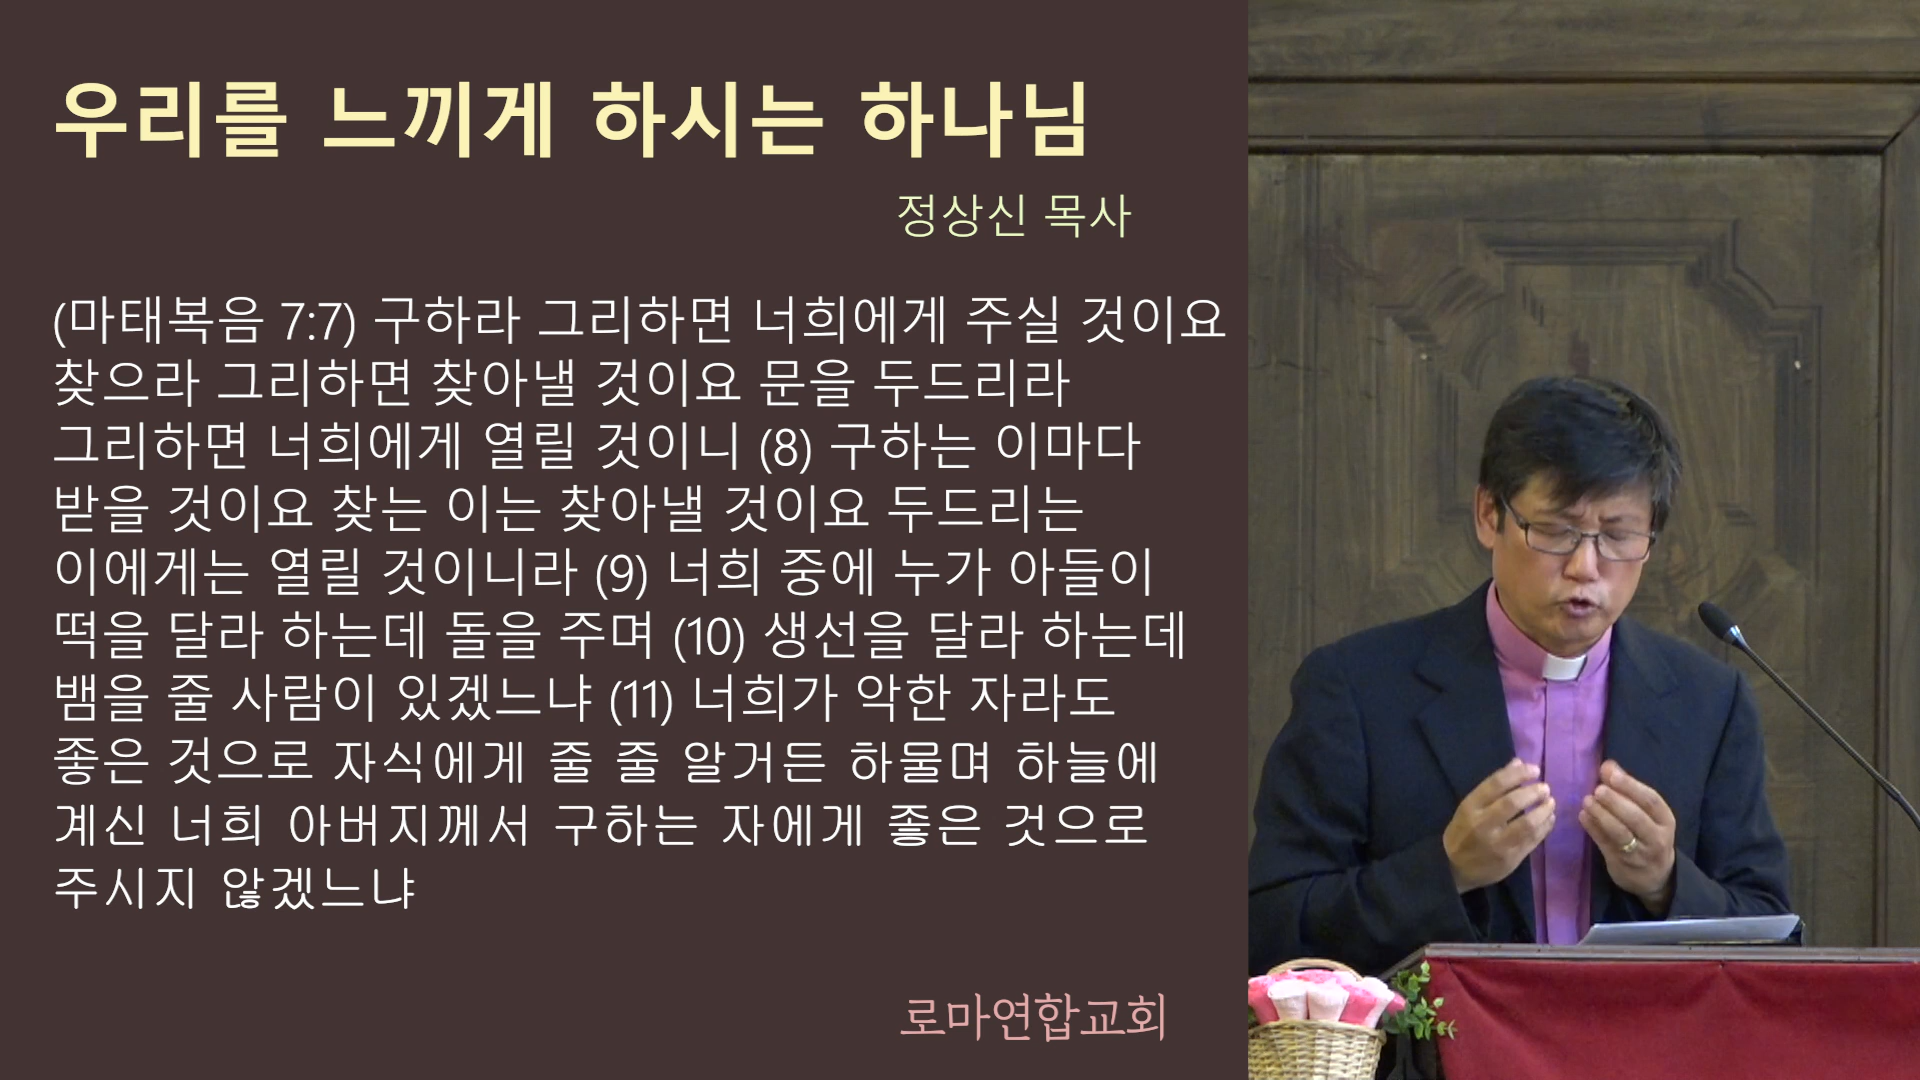 우리를 느끼게 하시는 하나님
정상신 목사
(마태복음 7:7) 구하라 그리하면 너희에게 주실 것이요
찾으라 그리하면 찾아낼 것이요 문을 두드리라
그리하면 너희에게 열릴 것이니 (8) 구하는 이마다
받을 것이요 찾는 이는 찾아낼 것이요 두드리는
이에게는 열릴 것이니라 (9) 너희 중에 누가 아들이
떡을 달라 하는데 돌을 주며 (10) 생선을 달라 하는데
뱀을 줄 사람이 있겠느냐 (11) 너희가 악한 자라도
좋은 것으로 자식에게 줄 줄 알거든 하물며 하늘에
계신 너희 아버지께서 구하는 자에게 좋은 것으로
주시지 않겠느냐
로마연합교회